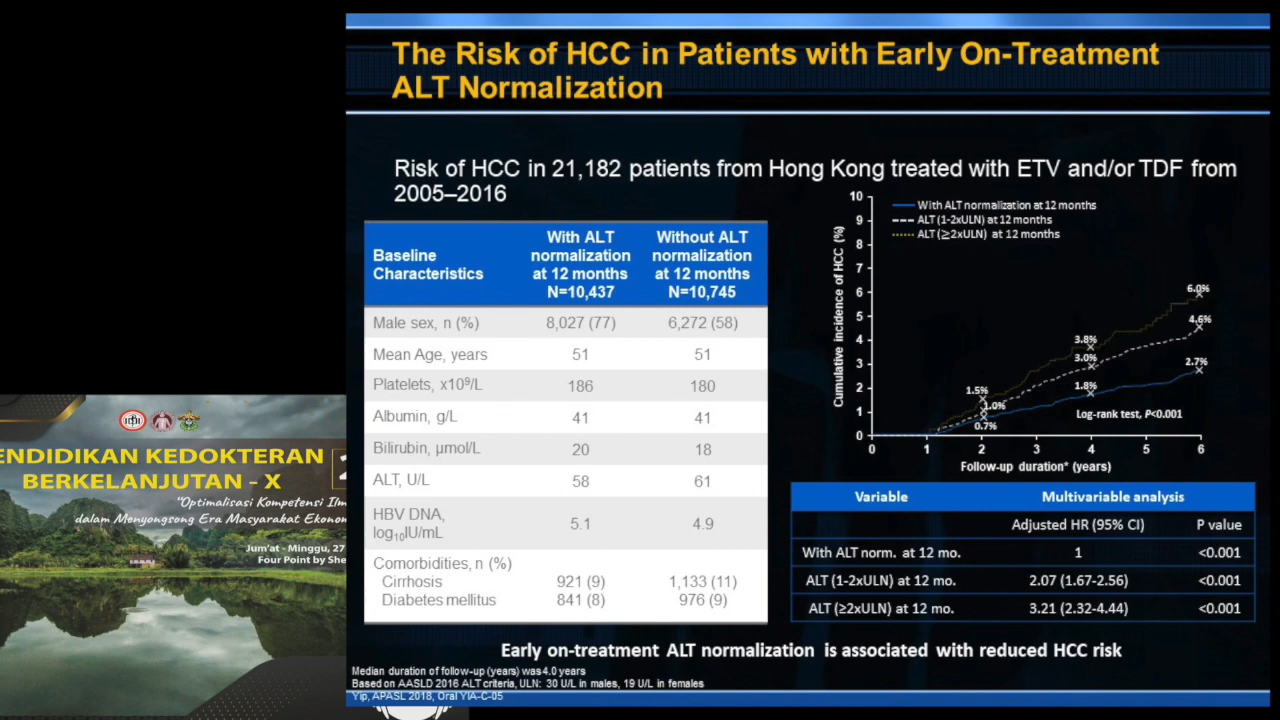 The Risk of HCC in Patients with Early On-Treatment
ALT Normalization
Risk of HCC in 21,182 patients from Hong Kong treated with ETV and/or TDF from
2005–2016
Baseline Characteristics
With ALT normalization at 12 months N=10,437
Without ALT normalization at 12 months N=10,745
Male sex, n (%) 8,027 (77) 6,272 (58)
Mean Age, years 51 51
Platelets, x10⁹/L 186 180
Albumin, g/L 41 41
Bilirubin, µmol/L 20 18
ALT, U/L 58 61
HBV DNA,
log₁₀IU/mL 5.1 4.9
Comorbidities, n (%)
Cirrhosis 921 (9) 1,133 (11)
Diabetes mellitus 841 (8) 976 (9)
Cumulative incidence of HCC (%)
10
9
8
7
6
5
4
3
2
1
0
With ALT normalization at 12 months
ALT (1-2xULN) at 12 months
ALT (≥2xULN) at 12 months
6.0%
4.6%
3.8%
3.0%
2.7%
1.8%
1.5%
1.0%
0.7%
Log-rank test, P<0.001
0 1 2 3 4 5 6
Follow-up duration* (years)
Variable Multivariable analysis
Adjusted HR (95% CI) P value
With ALT norm. at 12 mo. 1 <0.001
ALT (1-2xULN) at 12 mo. 2.07 (1.67-2.56) <0.001
ALT (≥2xULN) at 12 mo. 3.21 (2.32-4.44) <0.001
Early on-treatment ALT normalization is associated with reduced HCC risk
Median duration of follow-up (years) was 4.0 years
Based on AASLD 2016 ALT criteria, ULN: 30 U/L in males, 19 U/L in females
Yip, APASL 2018, Oral YIA-C-05
ENDIDIKAN KEDOKTERAN
BERKELANJUTAN - X
"Optimalisasi Kompetensi Ilm
dalam Menyongsong Era Masyarakat Ekonom
Jum'at - Minggu, 27
Four Point by She